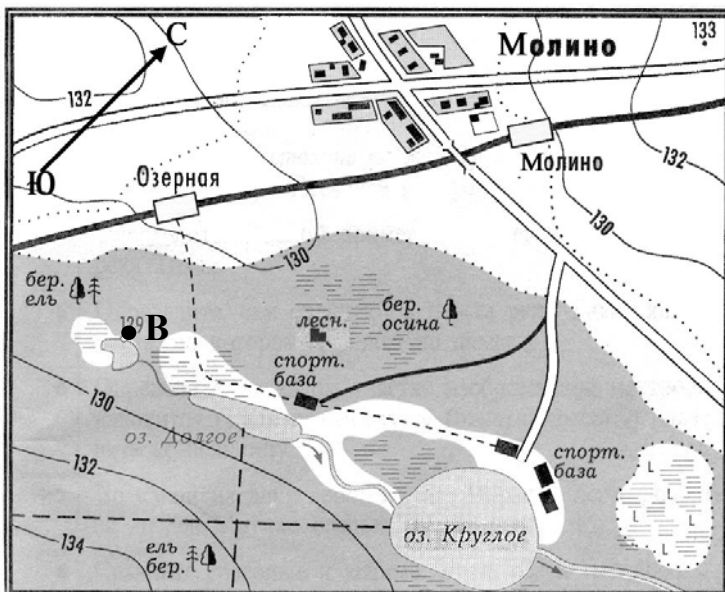 С
Молино
133
132
Ю
Озерная
Молино
132
130
130
бер.
ель
129
В
лесн.
бер.
осина
спорт.
база
130
оз. Долгое
спорт.
база
132
L
L
L
L
L
L
оз. Круглое
134
ель
бер.